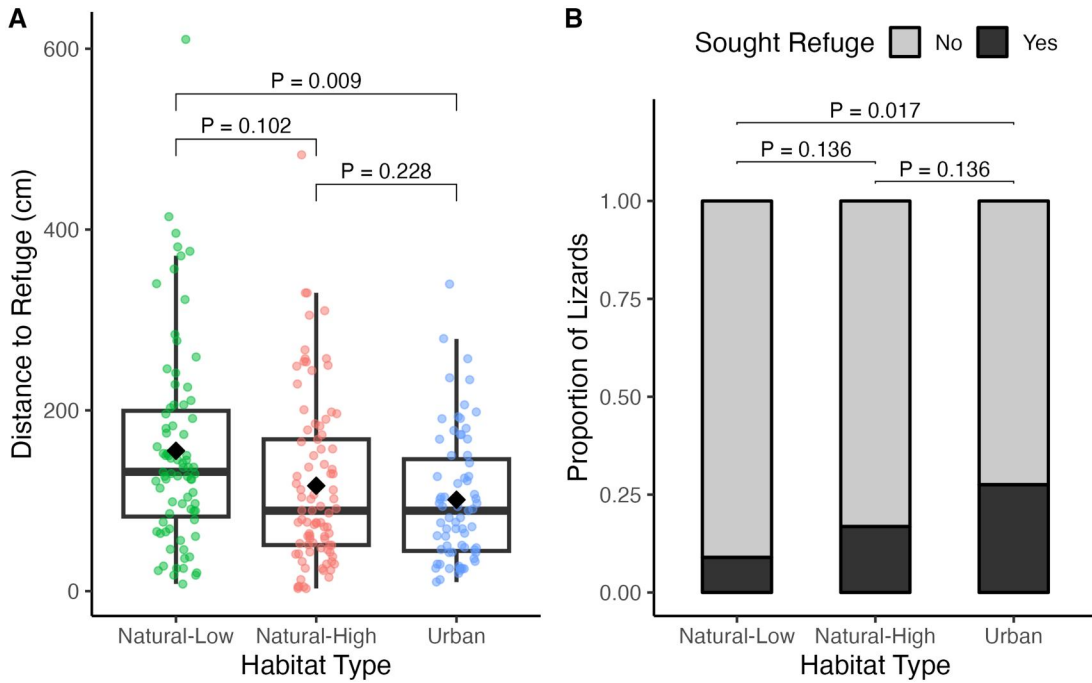 A
Distance to Refuge (cm)
600
400
200
0
P = 0.009
P = 0.102
P = 0.228
Natural-Low Natural-High Urban
Habitat Type
B
Sought Refuge No Yes
Proportion of Lizards
1.00
0.75
0.50
0.25
0.00
P = 0.017
P = 0.136
P = 0.136
Natural-Low Natural-High Urban
Habitat Type